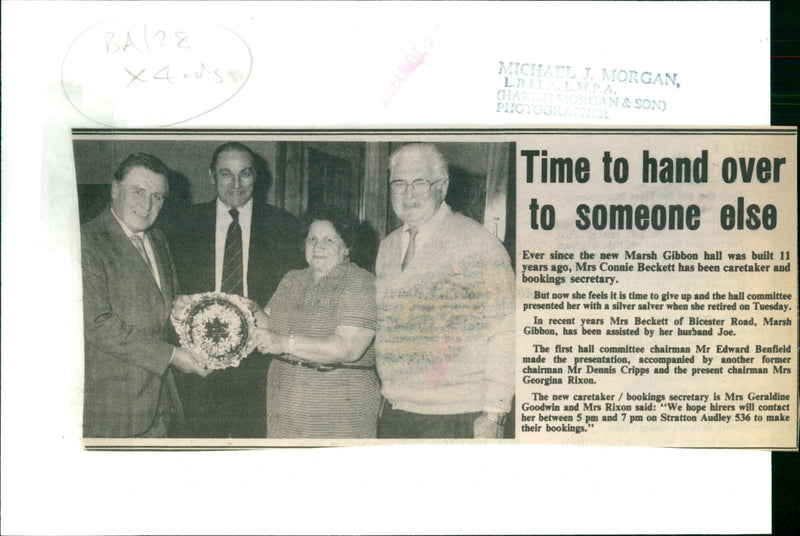 BA/28
x4
MICHAEL J. MORGAN,
L.M.P.A.
MORGAN & SON)
PHOTOGRAPHER
Time to hand over
to someone else
Ever since the new Marsh Gibbon hall was built 11
years ago, Mrs Connie Beckett has been caretaker and
bookings secretary.
But now she feels it is time to give up and the hall committee
presented her with a silver salver when she retired on Tuesday.
In recent years Mrs Beckett of Bicester Road, Marsh
Gibbon, has been assisted by her husband Joe.
The first hall committee chairman Mr Edward Benfield
made the presentation, accompanied by another former
chairman Mr Dennis Cripps and the present chairman Mrs
Georgina Rixon.
The new caretaker / bookings secretary is Mrs Geraldine
Goodwin and Mrs Rixon said: "We hope hirers will contact
her between 5 pm and 7 pm on Stratton Audley 536 to make
their bookings."